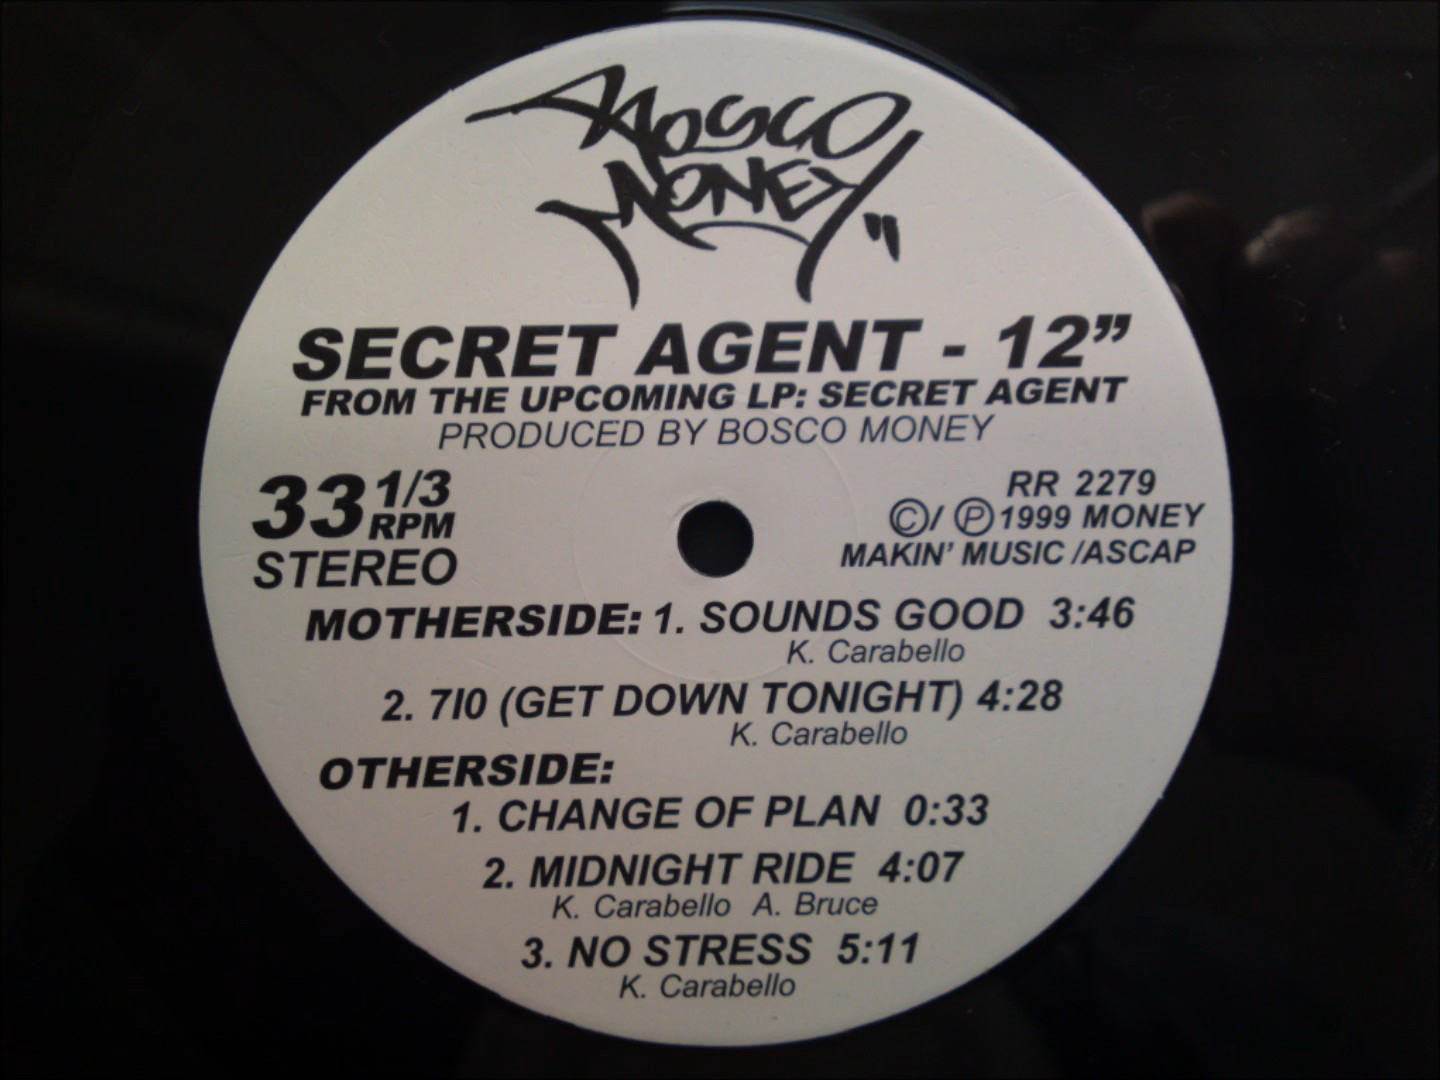 BOSCO
MONEY"
SECRET AGENT - 12”
FROM THE UPCOMING LP: SECRET AGENT
PRODUCED BY BOSCO MONEY
33 1/3 RPM
STEREO
RR 2279
©/ ℗ 1999 MONEY
MAKIN’ MUSIC /ASCAP
MOTHERSIDE: 1. SOUNDS GOOD 3:46
K. Carabello
2. 7I0 (GET DOWN TONIGHT) 4:28
K. Carabello
OTHERSIDE:
1. CHANGE OF PLAN 0:33
2. MIDNIGHT RIDE 4:07
K. Carabello A. Bruce
3. NO STRESS 5:11
K. Carabello